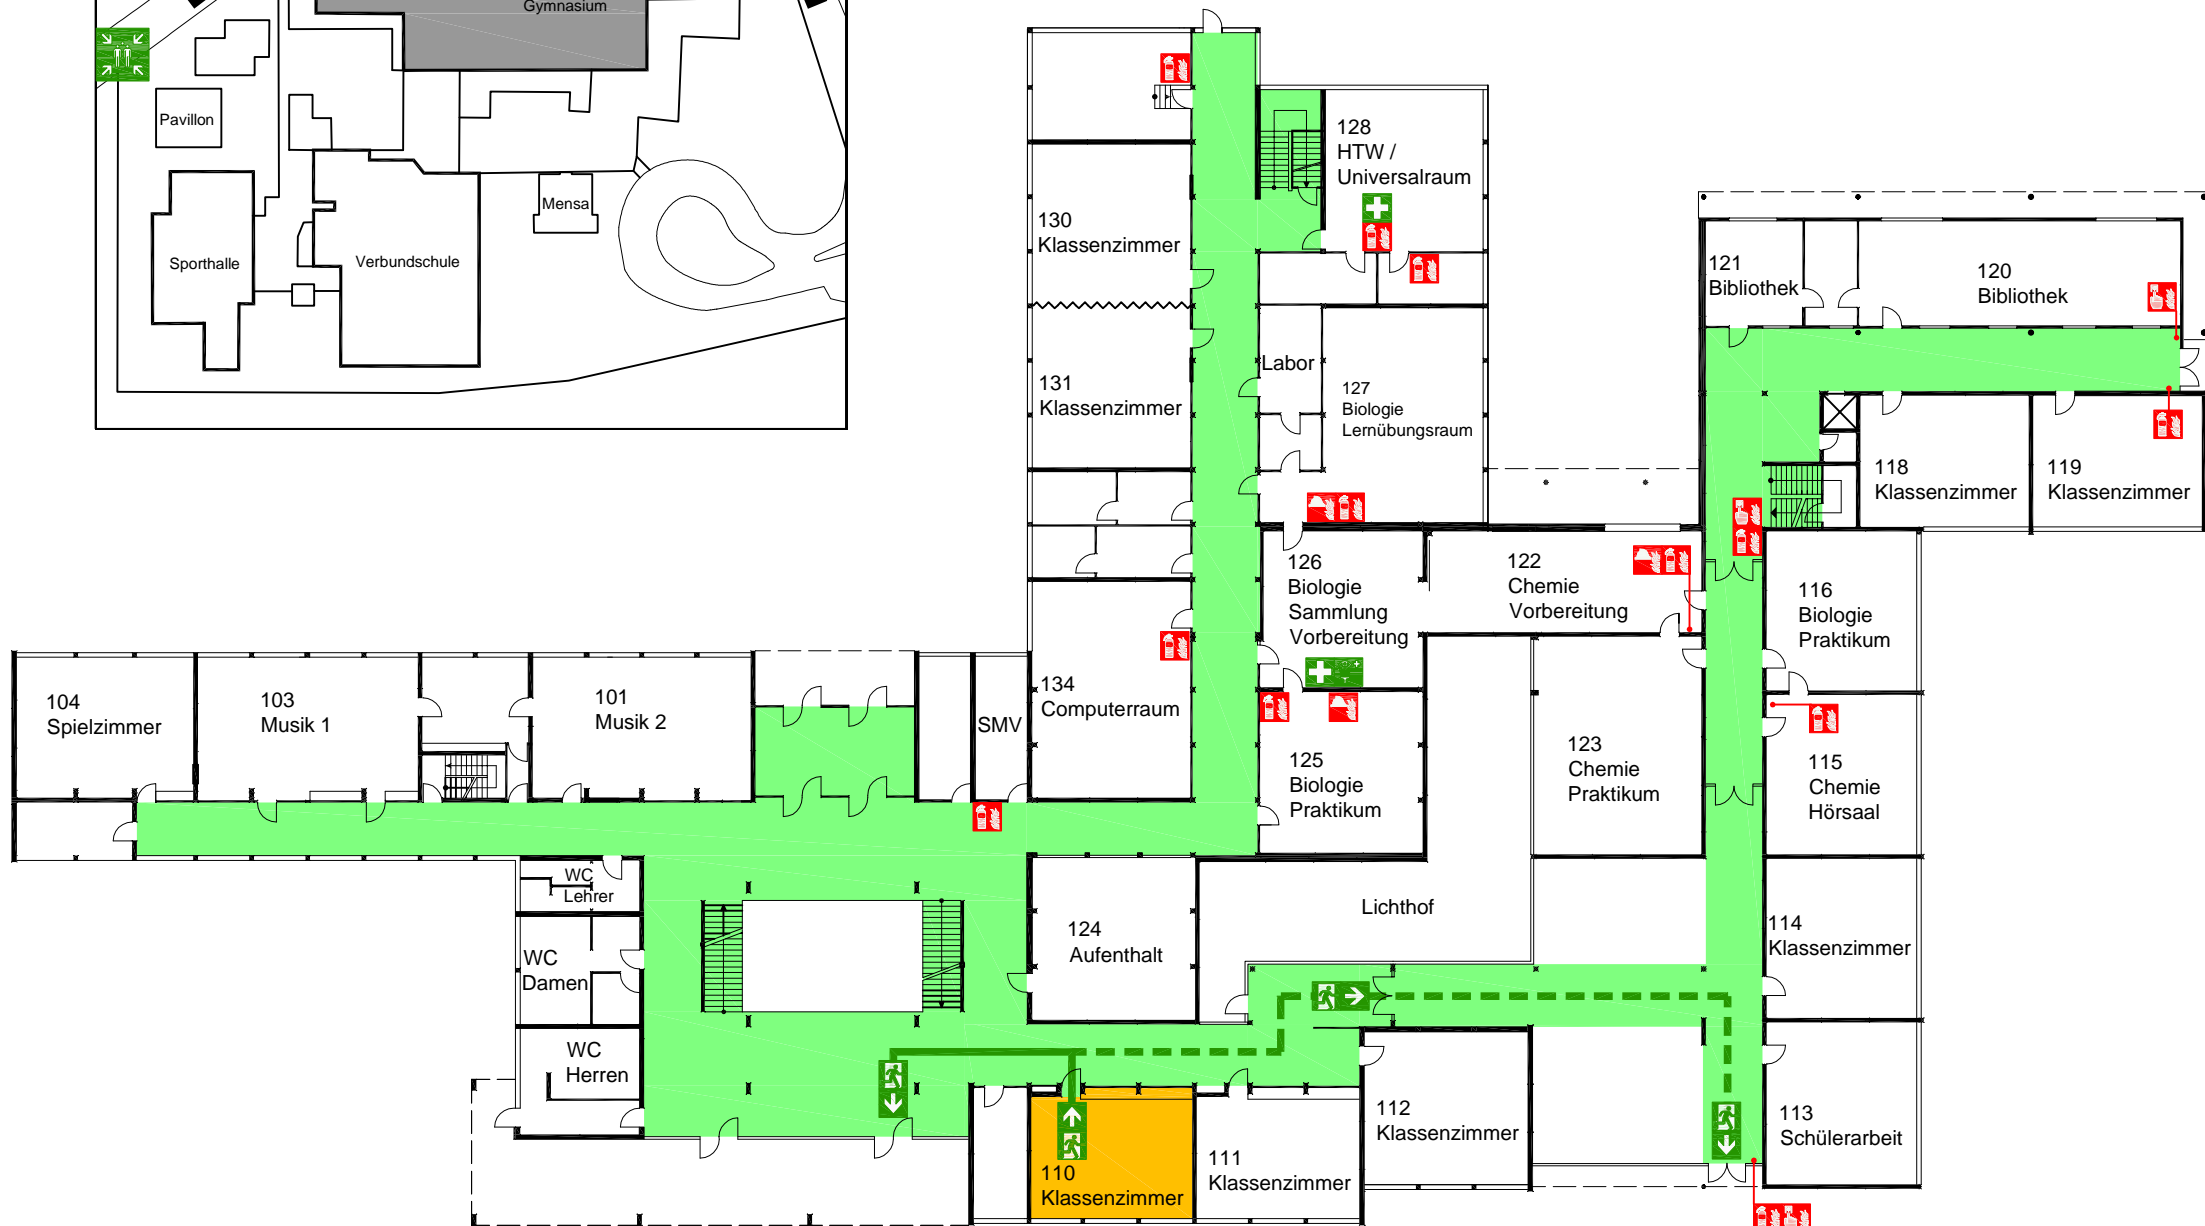 Gymnasium
Pavillon
Mensa
Sporthalle
Verbundschule
128
HTW /
Universalraum
130
Klassenzimmer
121
Bibliothek
120
Bibliothek
Labor
131
Klassenzimmer
127
Biologie
Lernübungsraum
118
Klassenzimmer
119
Klassenzimmer
126
Biologie
Sammlung
Vorbereitung
122
Chemie
Vorbereitung
116
Biologie
Praktikum
104
Spielzimmer
103
Musik 1
101
Musik 2
SMV
134
Computerraum
125
Biologie
Praktikum
123
Chemie
Praktikum
115
Chemie
Hörsaal
WC
Lehrer
WC
Damen
WC
Herren
124
Aufenthalt
Lichthof
114
Klassenzimmer
110
Klassenzimmer
111
Klassenzimmer
112
Klassenzimmer
113
Schülerarbeit